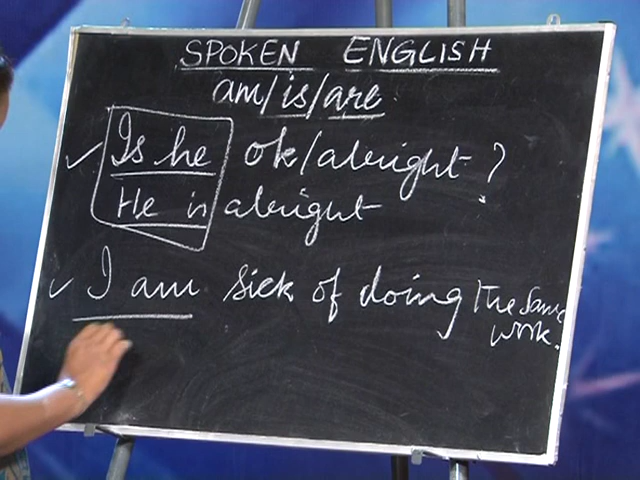 SPOKEN ENGLISH
am/is/are
Is he ok/alright?
He is alright
I am sick of doing the same
work.